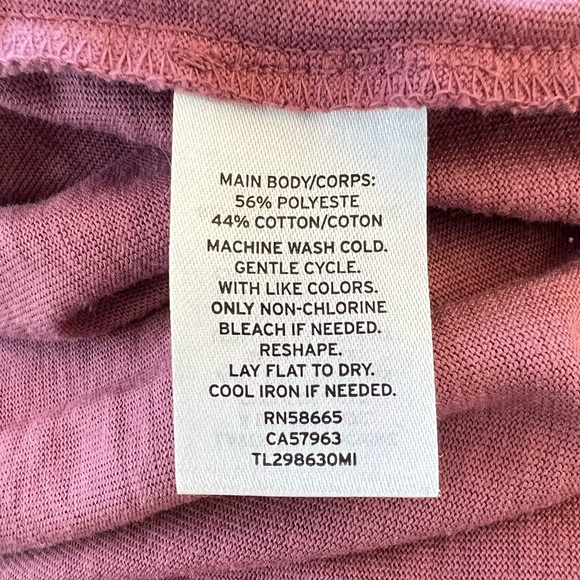 MAIN BODY/CORPS:
56% POLYESTE
44% COTTON/COTON
MACHINE WASH COLD.
GENTLE CYCLE.
WITH LIKE COLORS.
ONLY NON-CHLORINE
BLEACH IF NEEDED.
RESHAPE.
LAY FLAT TO DRY.
COOL IRON IF NEEDED.
RN58665
CA57963
TL298630MI